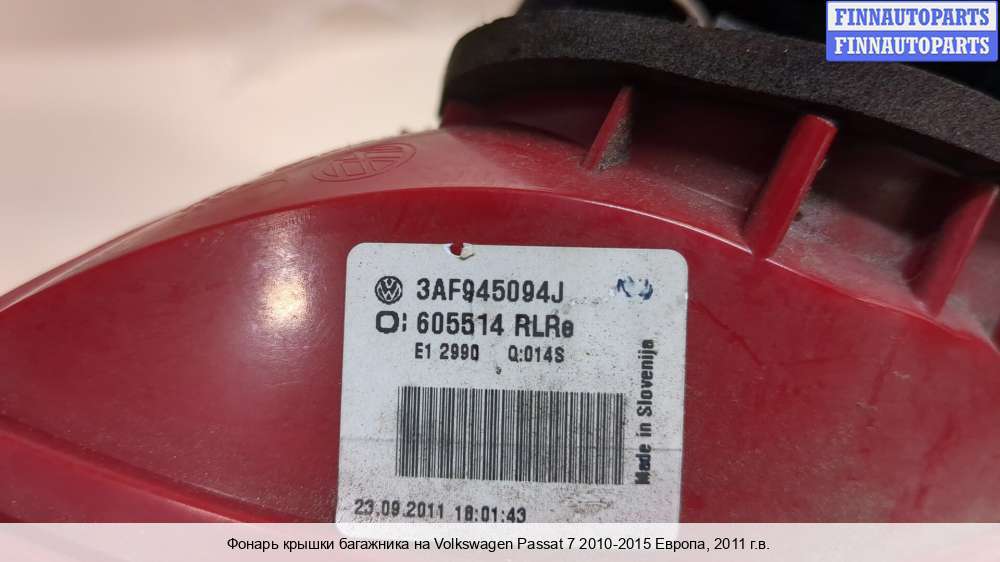 FINNAUTOPARTS
FINNAUTOPARTS
3AF945094J
605514 RLRe
E1 2990 Q:014S
Made in Slovenija
23.09.2011 18:01:43
Фонарь крышки багажника на Volkswagen Passat 7 2010-2015 Европа, 2011 г.в.